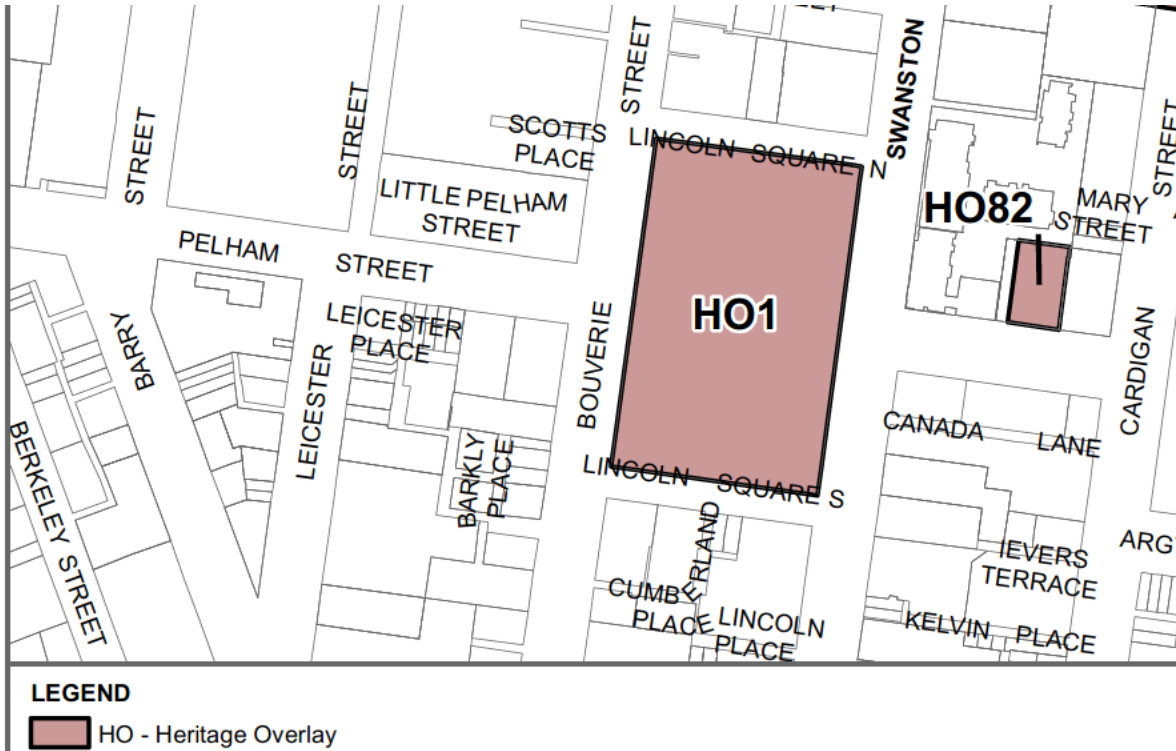 STREET
SWANSTON
STREET
STREET
STREET
SCOTTS
PLACE
LINCOLN SQUARE N
LITTLE PELHAM
STREET
HO82
MARY
STREET
PELHAM
STREET
HO1
LEICESTER
PLACE
BARRY
LEICESTER
BOUVERIE
CARDIGAN
CANADA LANE
BERKELEY STREET
BARKLY
PLACE
LINCOLN SQUARE S
CUMBERLAND
PLACE
LINCOLN
PLACE
IEVERS
TERRACE
ARG
KELVIN PLACE
LEGEND
HO - Heritage Overlay